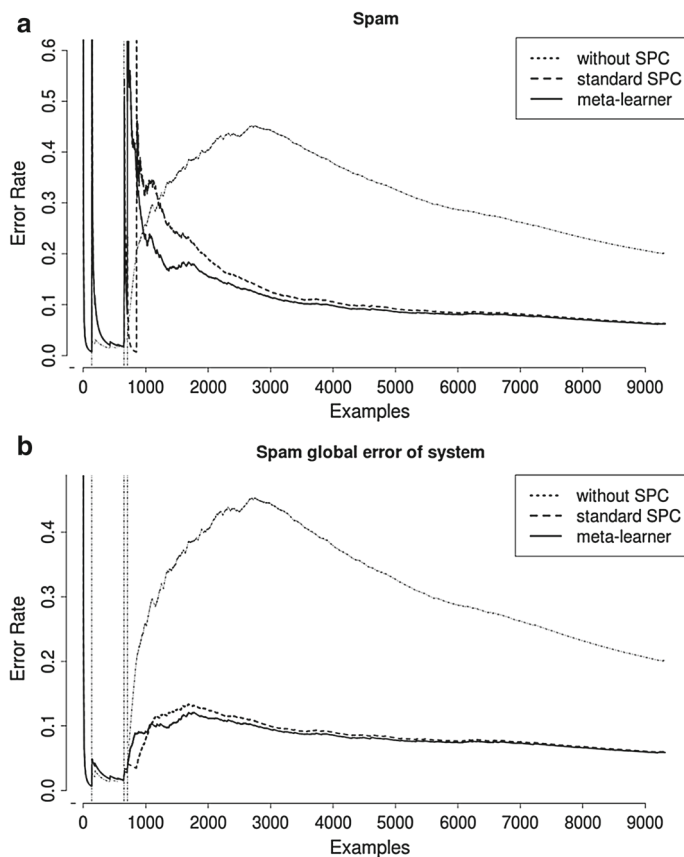 a
Spam
without SPC
standard SPC
meta-learner
Error Rate
0.6
0.5
0.4
0.3
0.2
0.1
0.0
0 1000 2000 3000 4000 5000 6000 7000 8000 9000
Examples
b
Spam global error of system
without SPC
standard SPC
meta-learner
Error Rate
0.4
0.3
0.2
0.1
0.0
0 1000 2000 3000 4000 5000 6000 7000 8000 9000
Examples